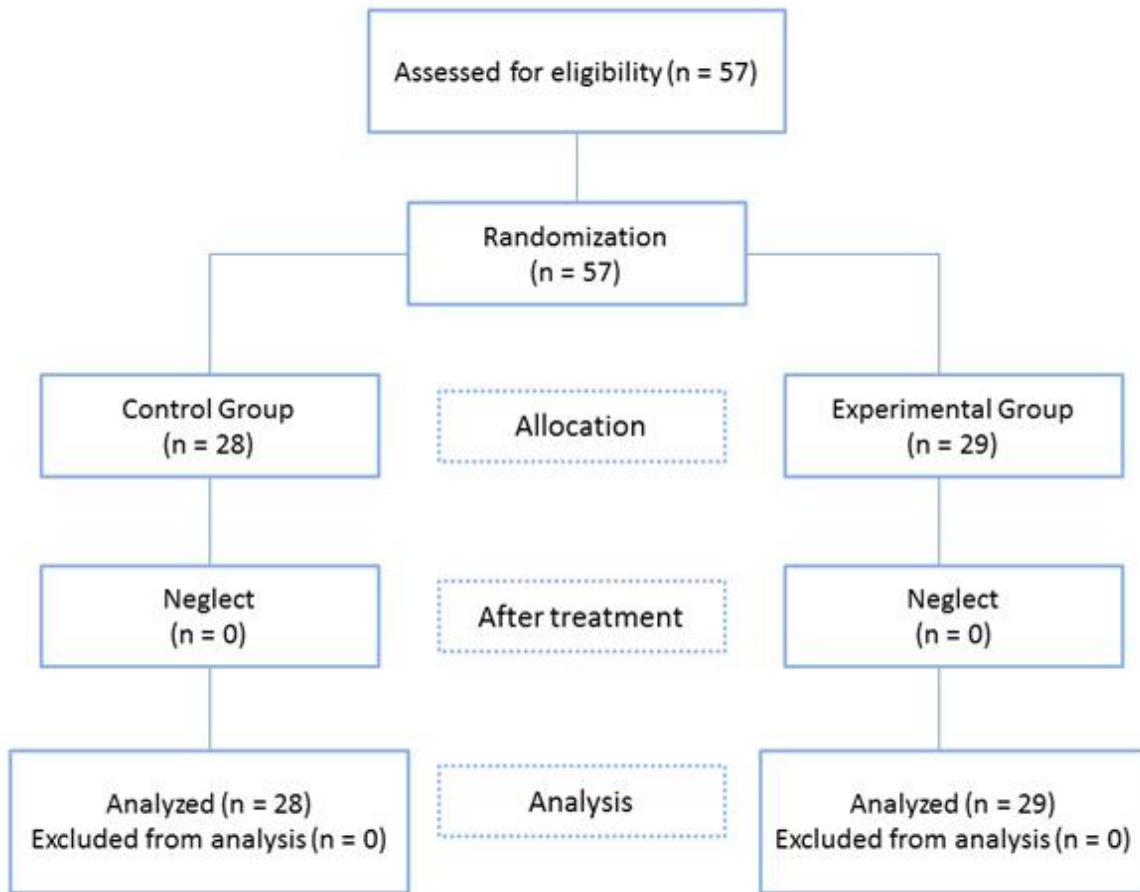 Assessed for eligibility (n = 57)
Randomization
(n = 57)
Control Group
(n = 28)
Allocation
Experimental Group
(n = 29)
Neglect
(n = 0)
After treatment
Neglect
(n = 0)
Analyzed (n = 28)
Excluded from analysis (n = 0)
Analysis
Analyzed (n = 29)
Excluded from analysis (n = 0)